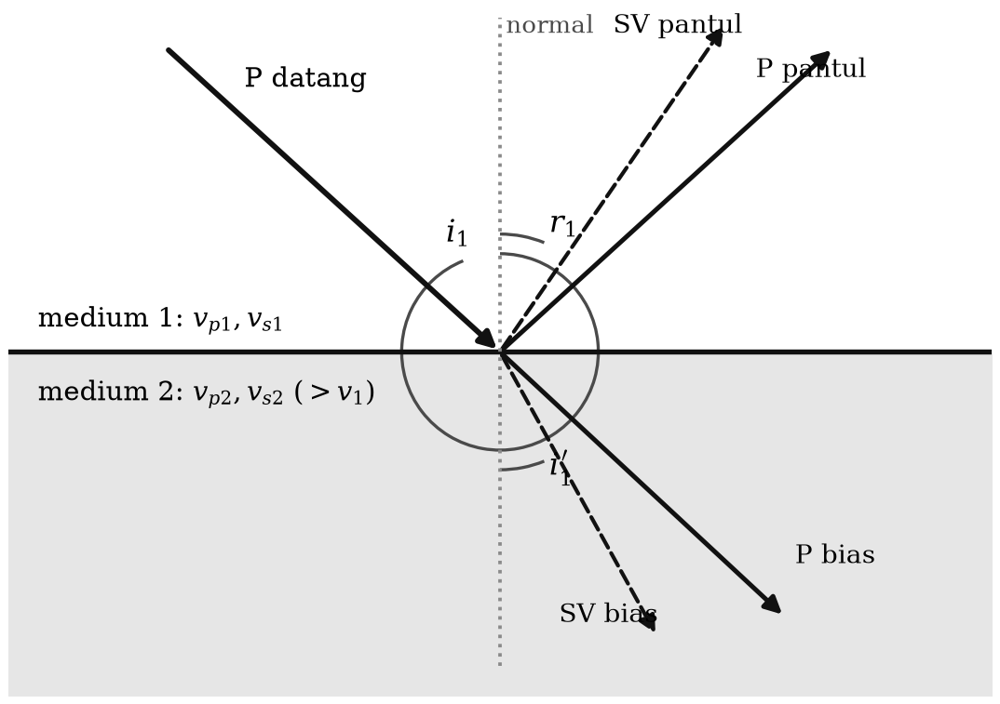 normal SV pantul
P datang
P pantul
i₁
r₁
medium 1: vₚ₁, vₛ₁
medium 2: vₚ₂, vₛ₂ (> v₁)
ı′₁
P bias
SV bias